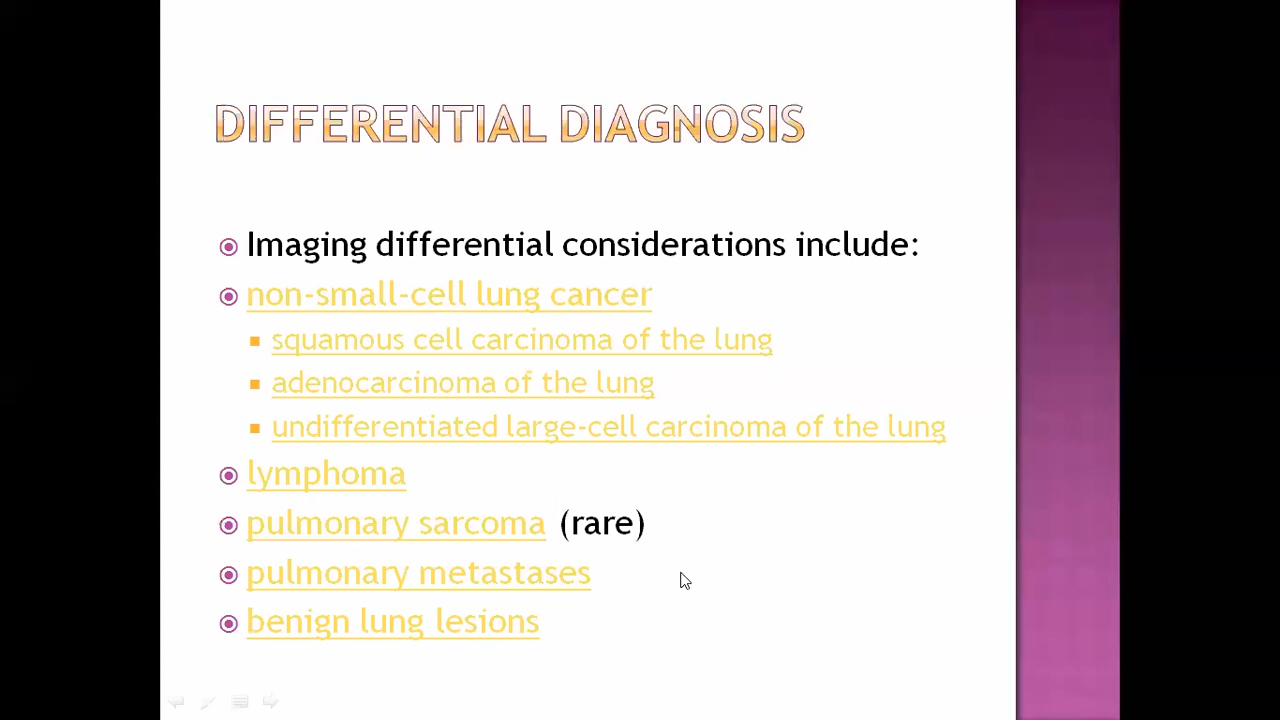 DIFFERENTIAL DIAGNOSIS
Imaging differential considerations include:
non-small-cell lung cancer
squamous cell carcinoma of the lung
adenocarcinoma of the lung
undifferentiated large-cell carcinoma of the lung
lymphoma
pulmonary sarcoma (rare)
pulmonary metastases
benign lung lesions